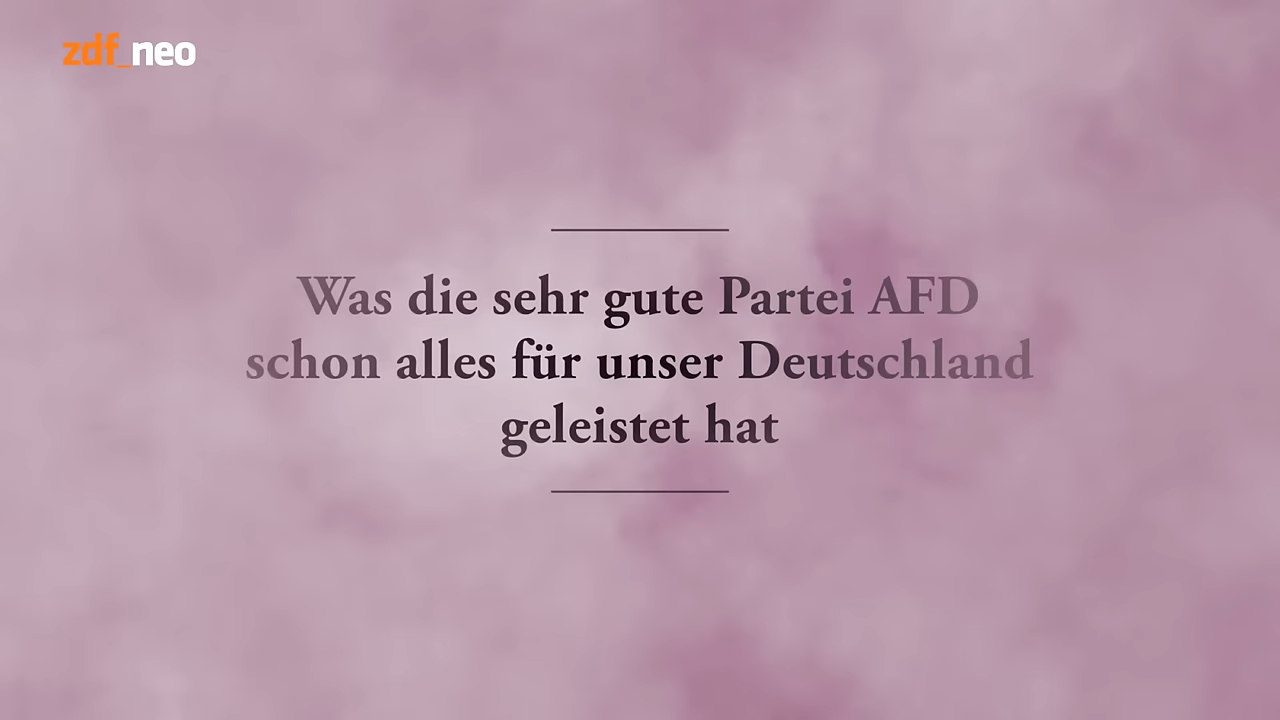 zdf_neo
Was die sehr gute Partei AFD
schon alles für unser Deutschland
geleistet hat